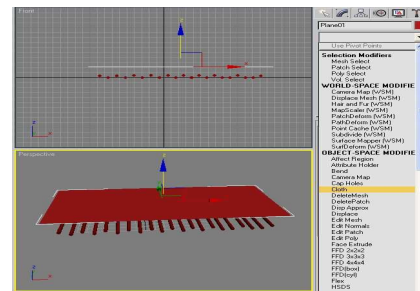 Front
Plane01
Use Pivot Points
Selection Modifiers
Mesh Select
Patch Select
Poly Select
Vol. Select
WORLD-SPACE MODIFIE
Camera Map (WSM)
Displace Mesh (WSM)
Hair and Fur (WSM)
MapScaler (WSM)
PatchDeform (WSM)
PathDeform (WSM)
Point Cache (WSM)
Subdivide (WSM)
Surface Mapper (WSM)
SurfDeform (WSM)
OBJECT-SPACE MODIFIE
Affect Region
Attribute Holder
Bend
Camera Map
Cap Holes
Cloth
DeleteMesh
DeletePatch
Disp Approx
Displace
Edit Mesh
Edit Normals
Edit Patch
Edit Poly
Face Extrude
FFD 2x2x2
FFD 3x3x3
FFD 4x4x4
FFD(box)
FFD(cyl)
Flex
HSDS
Perspective